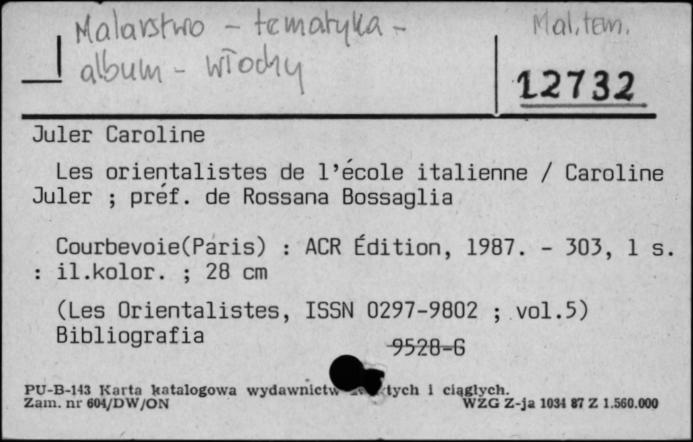 Malarstwo - tematyka -
album - Włochy
Mal. tem.
12732
Juler Caroline
Les orientalistes de l'école italienne / Caroline
Juler ; préf. de Rossana Bossaglia
Courbevoie(Paris) : ACR Édition, 1987. - 303, 1 s.
: il.kolor. ; 28 cm
(Les Orientalistes, ISSN 0297-9802 ; vol.5)
Bibliografia
9528-G
PU-B-143 Karta katalogowa wydawnictw tych i ciągłych.
Zam. nr 604/DW/ON WZG Z-ja 1034 87 Z 1.560.000